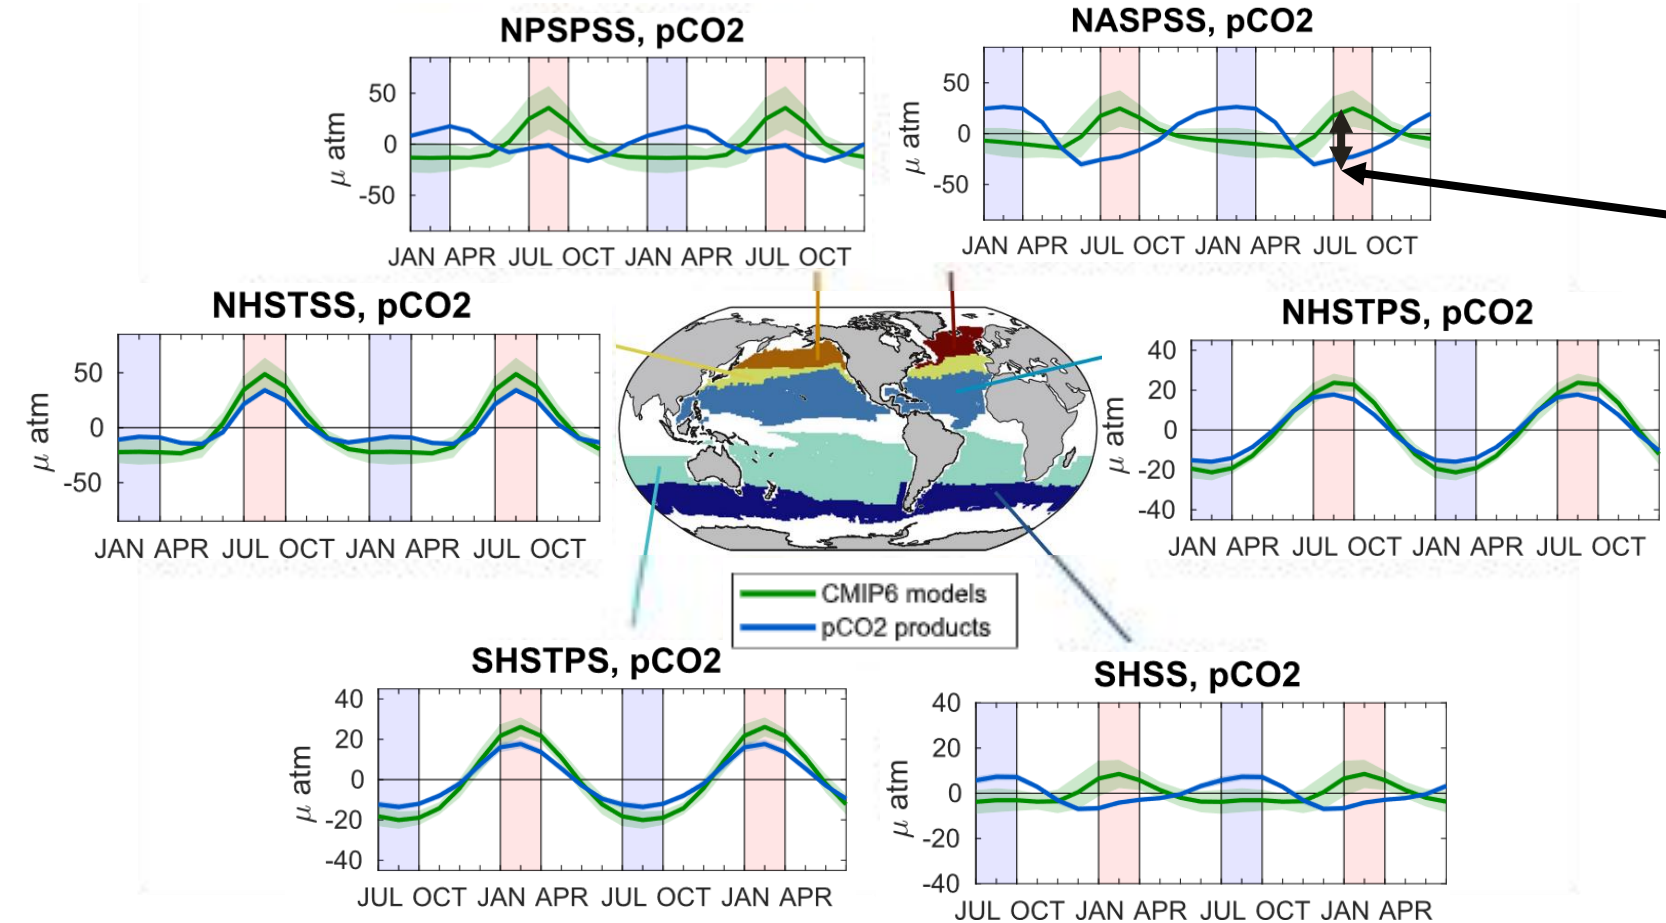 NPSPSS, pCO2
50
0
-50
μ atm
JAN APR JUL OCT JAN APR JUL OCT
NASPSS, pCO2
50
0
-50
μ atm
JAN APR JUL OCT JAN APR JUL OCT
NHSTSS, pCO2
50
0
-50
μ atm
JAN APR JUL OCT JAN APR JUL OCT
NHSTPS, pCO2
40
20
0
-20
-40
μ atm
JAN APR JUL OCT JAN APR JUL OCT
CMIP6 models
pCO2 products
SHSTPS, pCO2
40
20
0
-20
-40
μ atm
JUL OCT JAN APR JUL OCT JAN APR
SHSS, pCO2
40
20
0
-20
-40
μ atm
JUL OCT JAN APR JUL OCT JAN APR